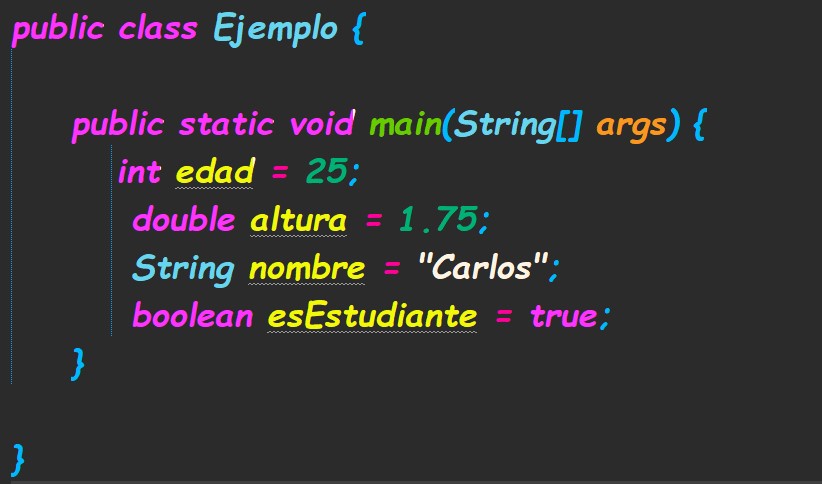 public class Ejemplo {
public static void main(String[] args) {
int edad = 25;
double altura = 1.75;
String nombre = "Carlos";
boolean esEstudiante = true;
}
}